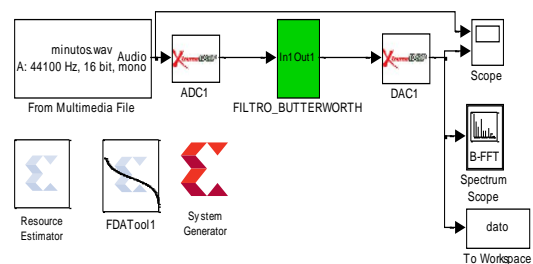 minutos.wav
A: 44100 Hz, 16 bit, mono
Audio
From Multimedia File
ADC1
In1 Out1
FILTRO_BUTTERWORTH
DAC1
Scope
B-FFT
Spectrum
Scope
dato
To Workspace
Resource
Estimator
FDATool1
System
Generator